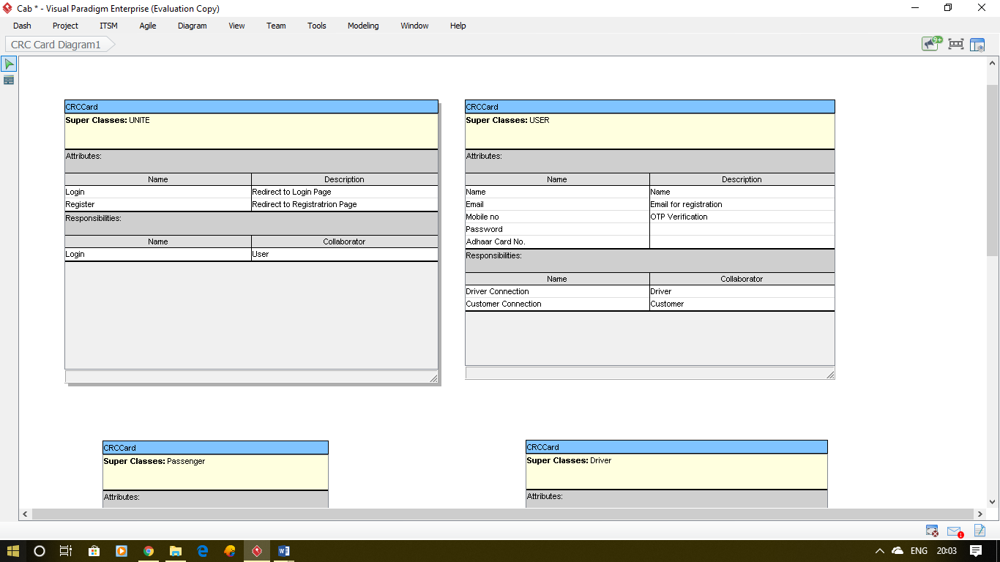 Cab * - Visual Paradigm Enterprise (Evaluation Copy)
Dash Project ITSM Agile Diagram View Team Tools Modeling Window Help
CRC Card Diagram1
9+
CRCCard
Super Classes: UNITE
Attributes:
Name Description
Login Redirect to Login Page
Register Redirect to Registratrion Page
Responsibilities:
Name Collaborator
Login User
CRCCard
Super Classes: USER
Attributes:
Name Description
Name Name
Email Email for registration
Mobile no OTP Verification
Password
Adhaar Card No.
Responsibilities:
Name Collaborator
Driver Connection Driver
Customer Connection Customer
CRCCard
Super Classes: Passenger
Attributes:
CRCCard
Super Classes: Driver
Attributes:
1
ENG 20:03